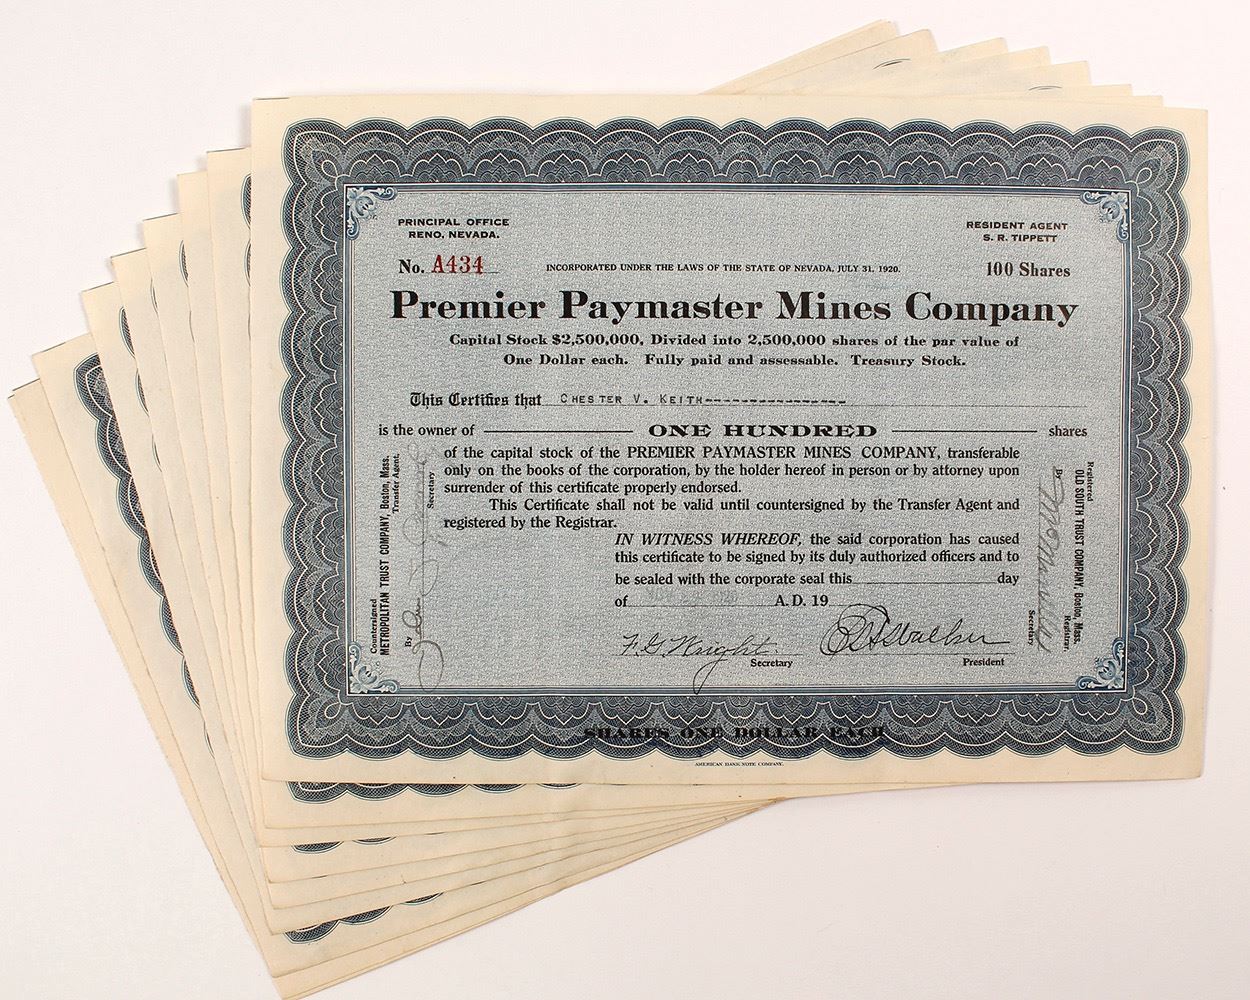 PRINCIPAL OFFICE
RENO, NEVADA.
RESIDENT AGENT
S. R. TIPPETT
No. A434
INCORPORATED UNDER THE LAWS OF THE STATE OF NEVADA, JULY 31, 1920.
100 Shares
Premier Paymaster Mines Company
Capital Stock $2,500,000, Divided into 2,500,000 shares of the par value of
One Dollar each. Fully paid and assessable. Treasury Stock.
This Certifies that CHESTER V. KEITH----------------
is the owner of ONE HUNDRED shares
of the capital stock of the PREMIER PAYMASTER MINES COMPANY, transferable
only on the books of the corporation, by the holder hereof in person or by attorney upon
surrender of this certificate properly endorsed.
This Certificate shall not be valid until countersigned by the Transfer Agent and
registered by the Registrar.
IN WITNESS WHEREOF, the said corporation has caused
this certificate to be signed by its duly authorized officers and to
be sealed with the corporate seal this day
of A. D. 19
F. G. Wright.
Secretary
Walker
President
Countersigned
METROPOLITAN TRUST COMPANY, Boston, Mass.
Transfer Agent.
By
Secretary
Registered
OLD SOUTH TRUST COMPANY, Boston, Mass.
Registrar.
By
Secretary
SHARES ONE DOLLAR EACH
AMERICAN BANK NOTE COMPANY.